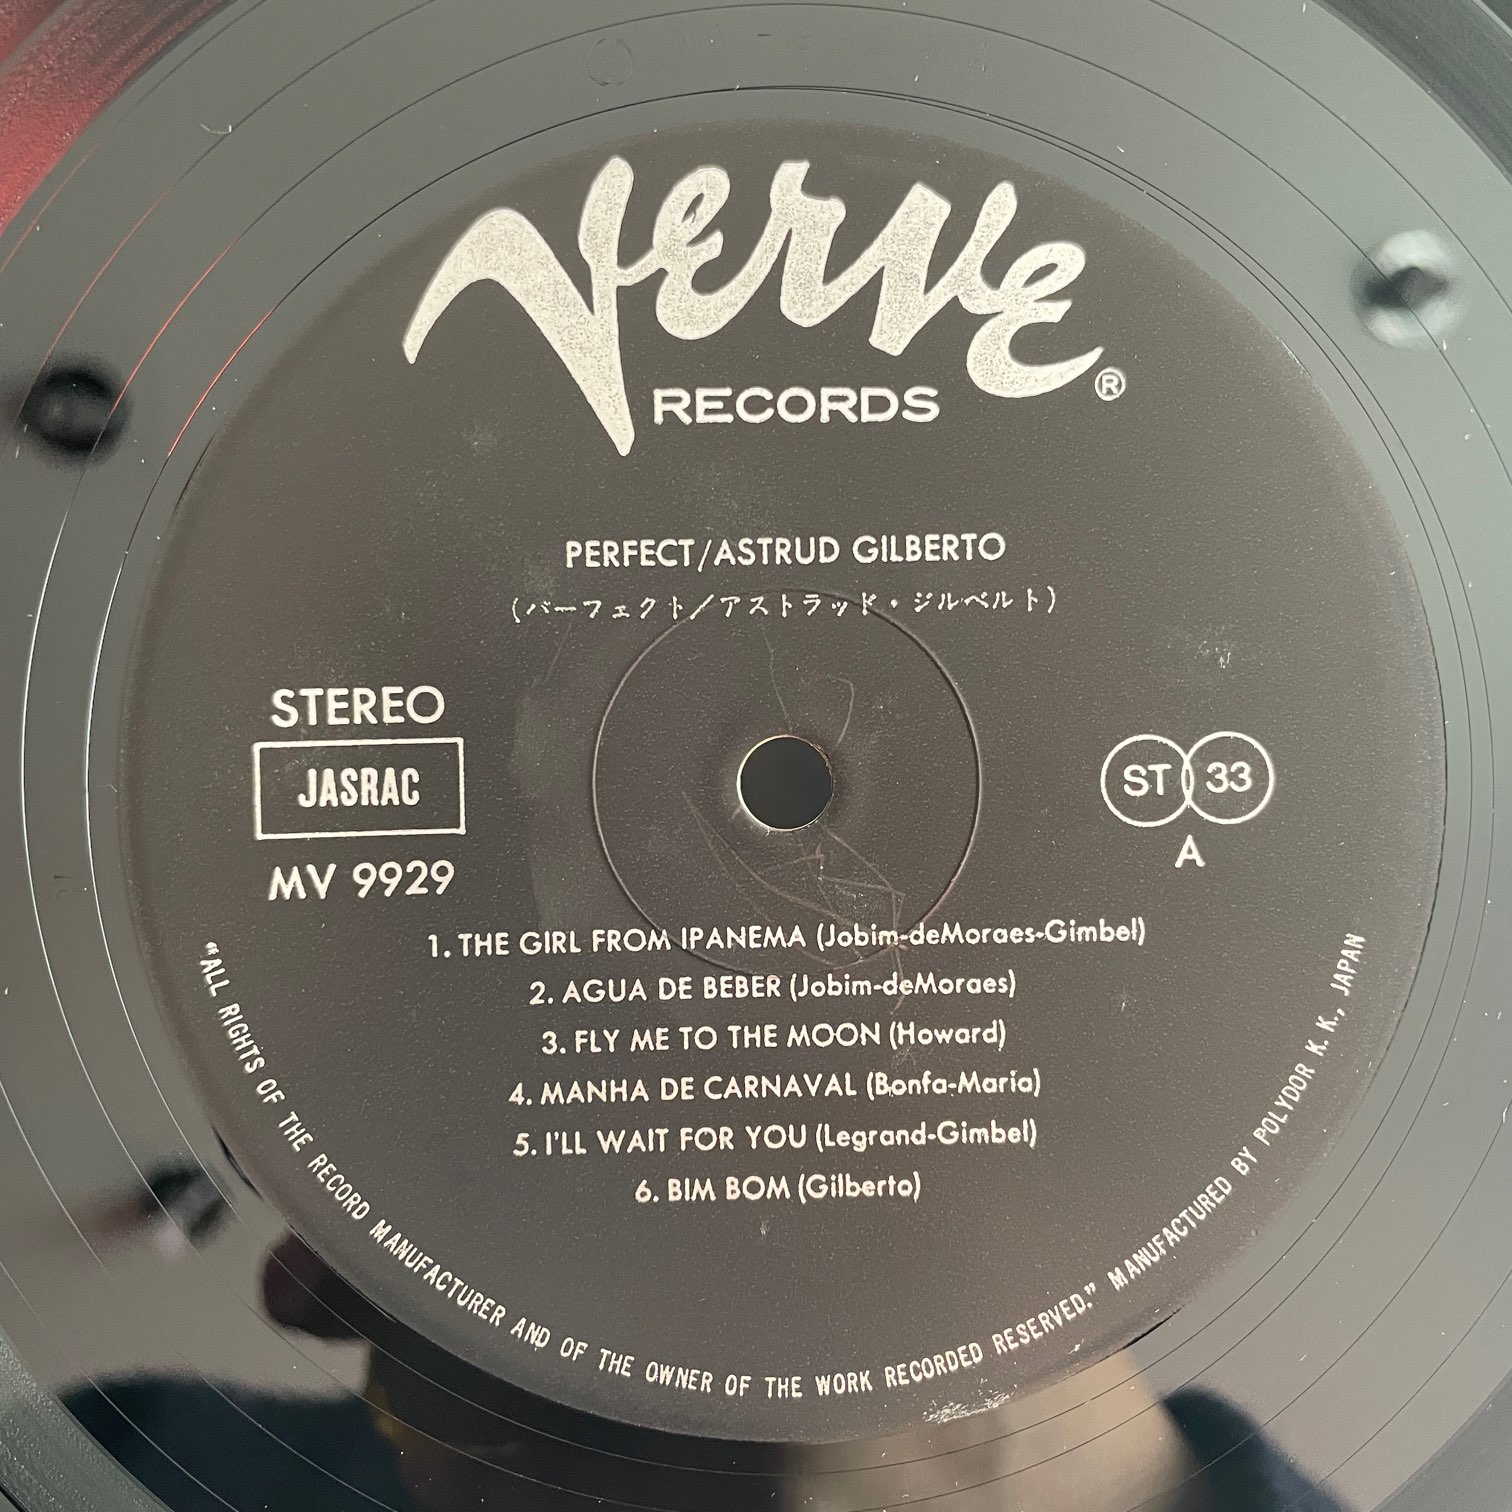 Verve
RECORDS
®
PERFECT/ASTRUD GILBERTO
(パーフェクト/アストラッド・ジルベルト)
STEREO
JASRAC
MV 9929
ST 33
A
1. THE GIRL FROM IPANEMA (Jobim-deMoraes-Gimbel)
2. AGUA DE BEBER (Jobim-deMoraes)
3. FLY ME TO THE MOON (Howard)
4. MANHA DE CARNAVAL (Bonfa-Maria)
5. I'LL WAIT FOR YOU (Legrand-Gimbel)
6. BIM BOM (Gilberto)
"ALL RIGHTS OF THE RECORD MANUFACTURER AND OF THE OWNER OF THE WORK RECORDED RESERVED." MANUFACTURED BY POLYDOR K. K., JAPAN